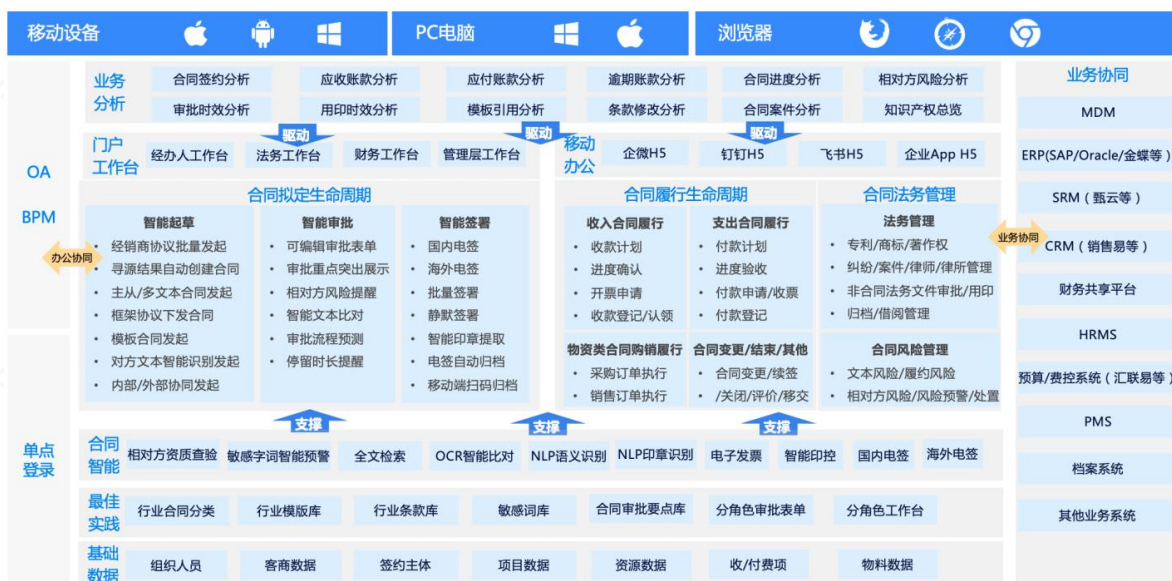 移动设备
PC电脑
浏览器
OA
BPM
办公协同
单点
登录
业务
分析
合同签约分析
应收账款分析
应付账款分析
逾期账款分析
合同进度分析
相对方风险分析
审批时效分析
用印时效分析
模板引用分析
条款修改分析
合同案件分析
知识产权总览
驱动
驱动
驱动
门户
工作台
经办人工作台
法务工作台
财务工作台
管理层工作台
移动
办公
企微H5
钉钉H5
飞书H5
企业App H5
合同拟定生命周期
智能起草
• 经销商协议批量发起
• 寻源结果自动创建合同
• 主从/多文本合同发起
• 框架协议下发合同
• 模板合同发起
• 对方文本智能识别发起
• 内部/外部协同发起
智能审批
• 可编辑审批表单
• 审批重点突出展示
• 相对方风险提醒
• 智能文本比对
• 审批流程预测
• 停留时长提醒
智能签署
• 国内电签
• 海外电签
• 批量签署
• 静默签署
• 智能印章提取
• 电签自动归档
• 移动端扫码归档
合同履行生命周期
收入合同履行
• 收款计划
• 进度确认
• 开票申请
• 收款登记/认领
支出合同履行
• 付款计划
• 进度验收
• 付款申请/收票
• 付款登记
物资类合同购销履行
• 采购订单执行
• 销售订单执行
合同变更/结束/其他
• 合同变更/续签
• /关闭/评价/移交
合同法务管理
法务管理
• 专利/商标/著作权
• 纠纷/案件/律师/律所管理
• 非合同法务文件审批/用印
• 归档/借阅管理
合同风险管理
• 文本风险/履约风险
• 相对方风险/风险预警/处置
支撑
支撑
支撑
合同
智能
相对方资质查验
敏感字词智能预警
全文检索
OCR智能比对
NLP语义识别
NLP印章识别
电子发票
智能印控
国内电签
海外电签
最佳
实践
行业合同分类
行业模版库
行业条款库
敏感词库
合同审批要点库
分角色审批表单
分角色工作台
基础
数据
组织人员
客商数据
签约主体
项目数据
资源数据
收/付费项
物料数据
业务协同
业务协同
MDM
ERP(SAP/Oracle/金蝶等）
SRM（甄云等）
CRM（销售易等）
财务共享平台
HRMS
预算/费控系统（汇联易等）
PMS
档案系统
其他业务系统